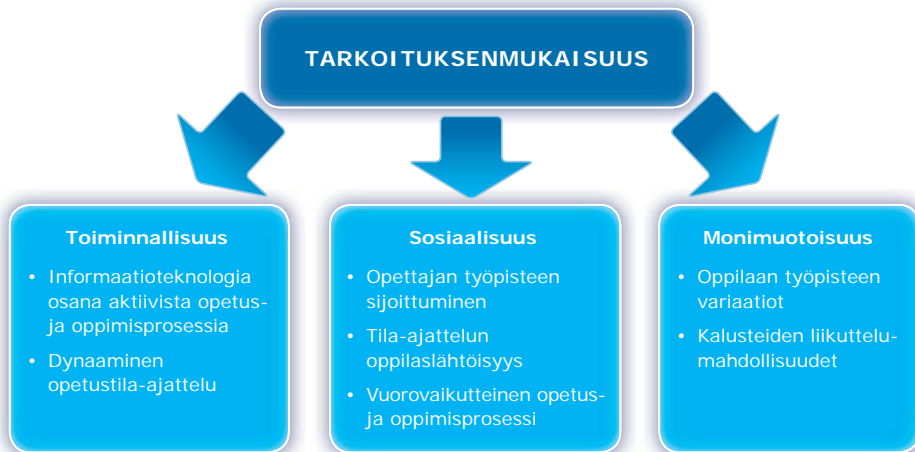 TARKOITUKSENMUKAISUUS
Toiminnallisuus
• Informaatioteknologia
osana aktiivista opetus-
ja oppimisprosessia
• Dynaaminen
opetustila-ajattelu
Sosiaalisuus
• Opettajan työpisteen
sijoittuminen
• Tila-ajattelun
oppilaslähtöisyys
• Vuorovaikutteinen opetus-
ja oppimisprosessi
Monimuotoisuus
• Oppilaan työpisteen
variaatiot
• Kalusteiden liikuttelu-
mahdollisuudet